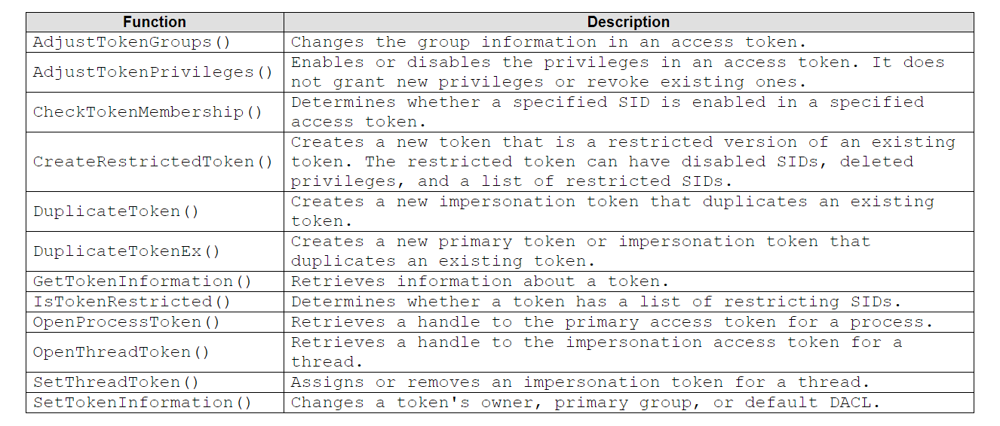 Function Description
AdjustTokenGroups() Changes the group information in an access token.
AdjustTokenPrivileges() Enables or disables the privileges in an access token. It does
not grant new privileges or revoke existing ones.
CheckTokenMembership() Determines whether a specified SID is enabled in a specified
access token.
CreateRestrictedToken() Creates a new token that is a restricted version of an existing
token. The restricted token can have disabled SIDs, deleted
privileges, and a list of restricted SIDs.
DuplicateToken() Creates a new impersonation token that duplicates an existing
token.
DuplicateTokenEx() Creates a new primary token or impersonation token that
duplicates an existing token.
GetTokenInformation() Retrieves information about a token.
IsTokenRestricted() Determines whether a token has a list of restricting SIDs.
OpenProcessToken() Retrieves a handle to the primary access token for a process.
OpenThreadToken() Retrieves a handle to the impersonation access token for a
thread.
SetThreadToken() Assigns or removes an impersonation token for a thread.
SetTokenInformation() Changes a token's owner, primary group, or default DACL.